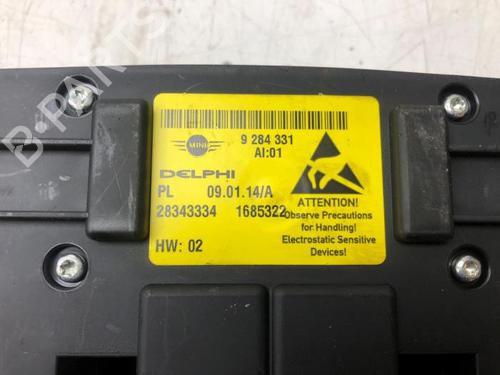 B-PARTS
MINI
9 284 331
AI:01
DELPHI
PL 09.01.14/A
28343334 1685322
HW: 02
ATTENTION!
Observe Precautions
for Handling!
Electrostatic Sensitive
Devices!